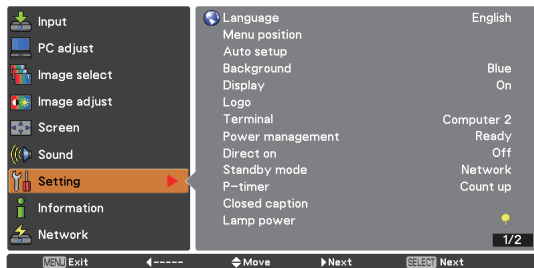 Input
PC adjust
Image select
Image adjust
Screen
Sound
Setting
Information
Network
Language English
Menu position
Auto setup
Background Blue
Display On
Logo
Terminal Computer 2
Power management Ready
Direct on Off
Standby mode Network
P-timer Count up
Closed caption
Lamp power
1/2
MENU Exit ◀----- Move ▶Next SELECT Next